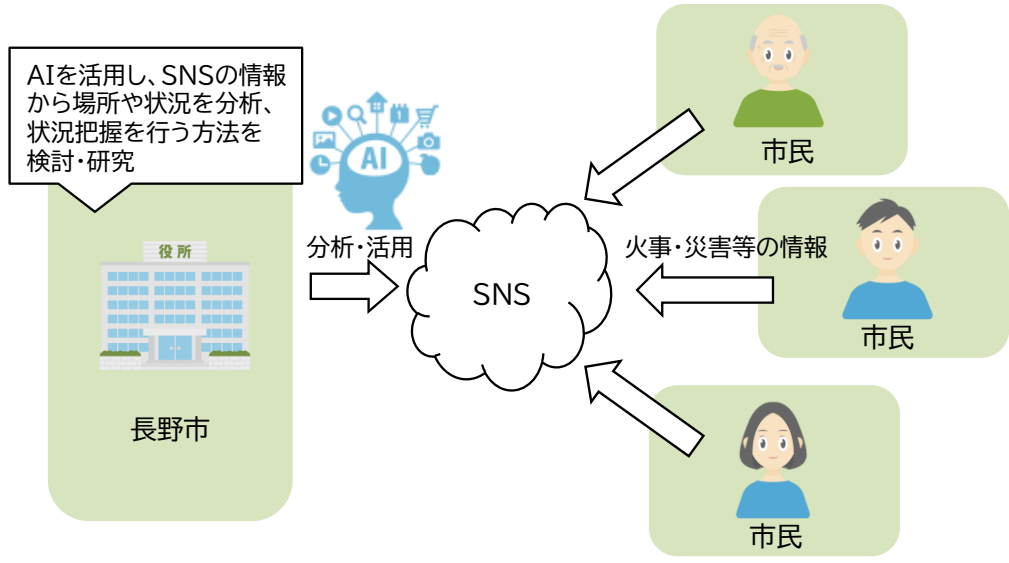 AIを活用し、SNSの情報
から場所や状況を分析、
状況把握を行う方法を
検討・研究
AI
役所
長野市
分析・活用
SNS
火事・災害等の情報
市民
市民
市民